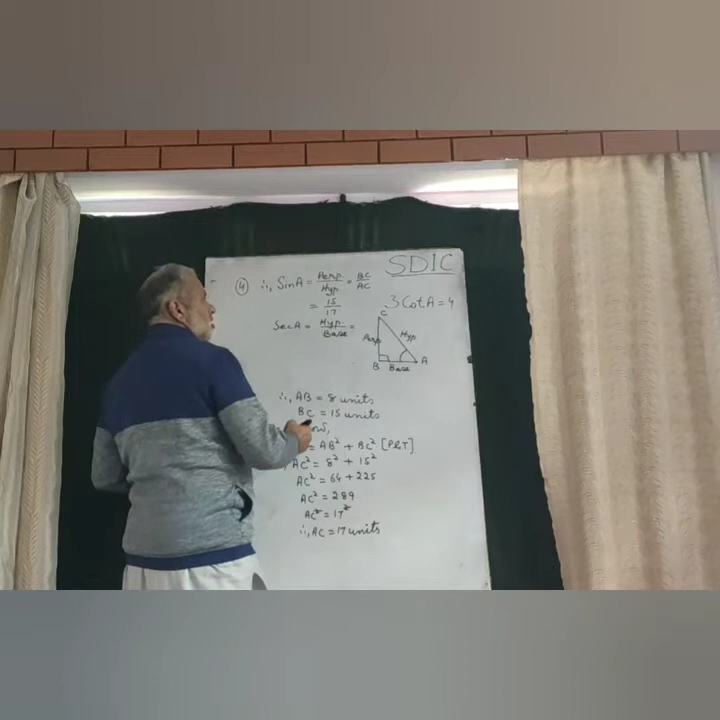 SDIC
④ ∴, SinA = Perp./Hyp. = BC/AC
= 15/17
SecA = Hyp./Base =
3CotA = 4
C
Perp
Hyp
B
Base
A
∴, AB = 8 units
BC = 15 units
= AB² + BC² [P&T]
AC² = 8² + 15²
AC² = 64 + 225
AC² = 289
AC² = 17²
∴, AC = 17 units